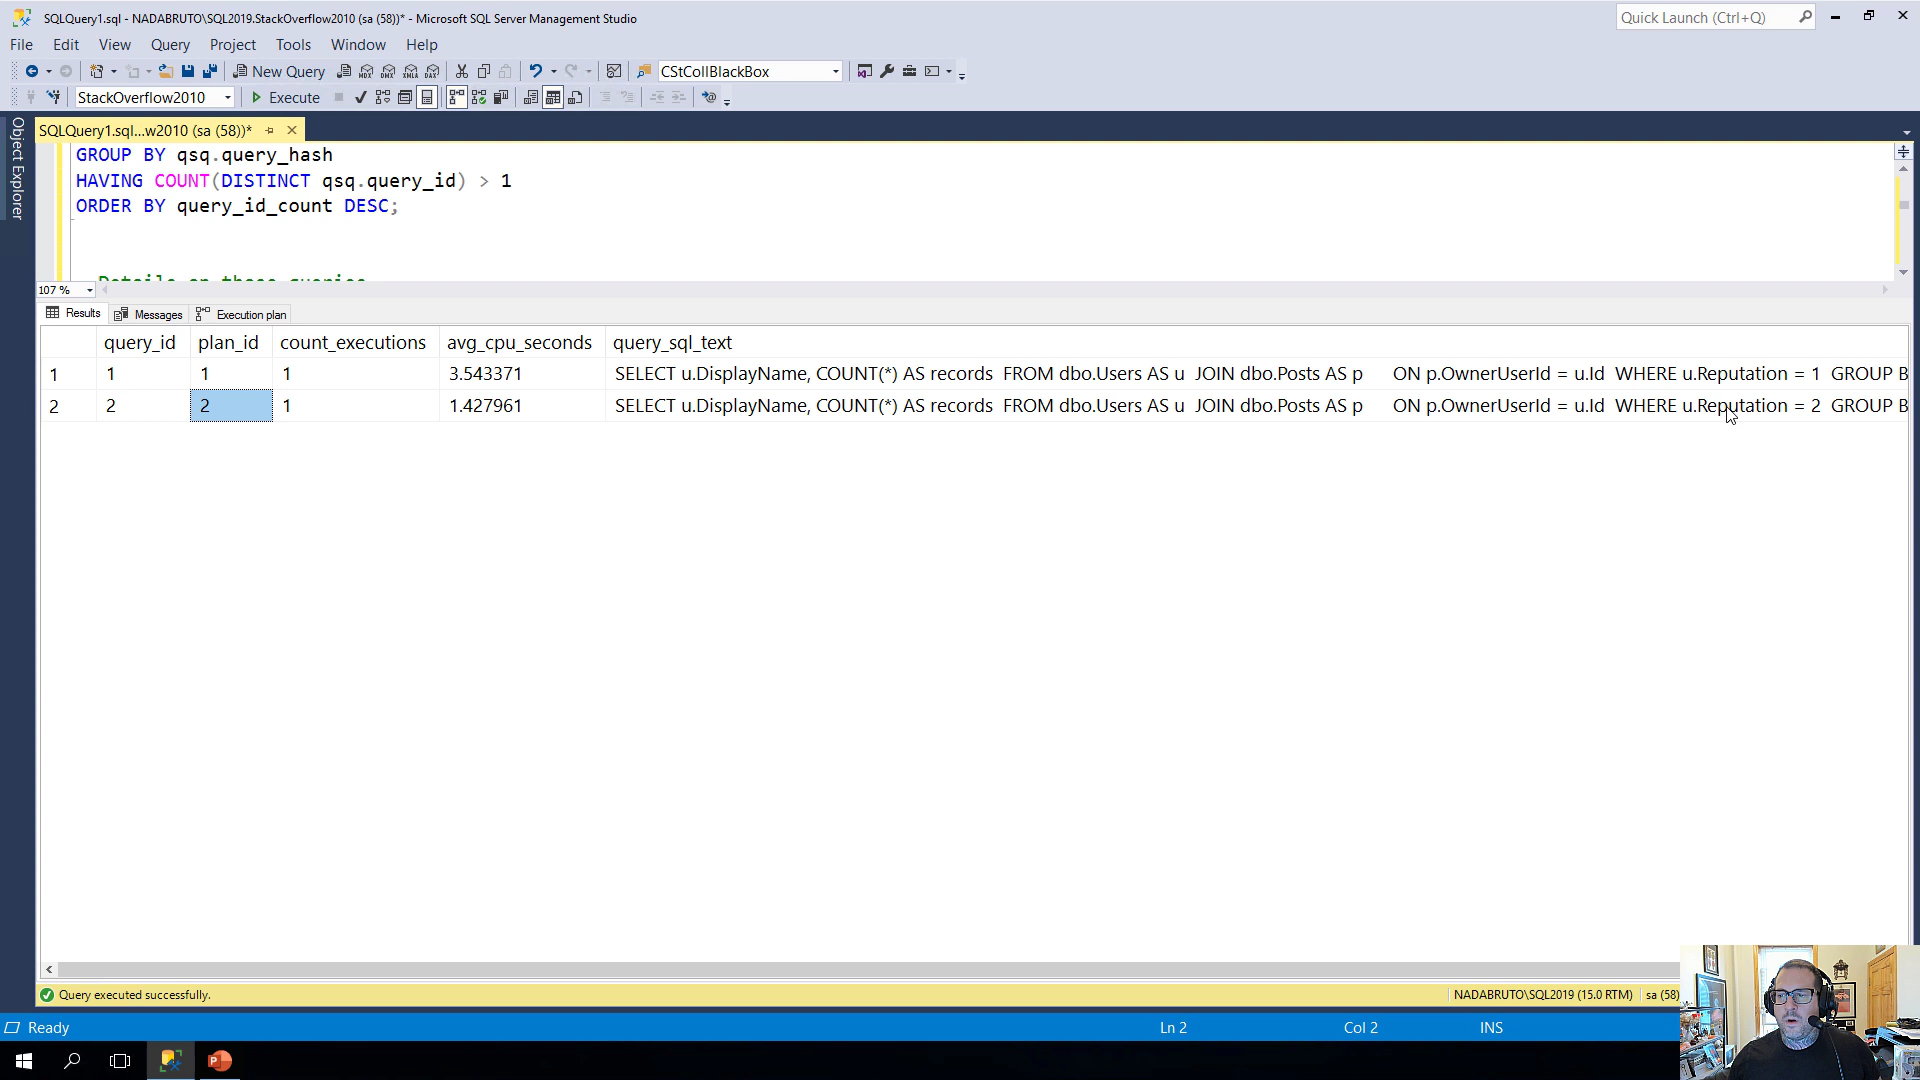 SQLQuery1.sql - NADABRUTO\SQL2019.StackOverflow2010 (sa (58))* - Microsoft SQL Server Management Studio
Quick Launch (Ctrl+Q)
File Edit View Query Project Tools Window Help
New Query
CStCollBlackBox
StackOverflow2010
Execute
Object Explorer
SQLQuery1.sql...w2010 (sa (58))*
GROUP BY qsq.query_hash
HAVING COUNT(DISTINCT qsq.query_id) > 1
ORDER BY query_id_count DESC;
107 %
Results Messages Execution plan
query_id plan_id count_executions avg_cpu_seconds query_sql_text
1 1 1 1 3.543371 SELECT u.DisplayName, COUNT(*) AS records FROM dbo.Users AS u JOIN dbo.Posts AS p ON p.OwnerUserId = u.Id WHERE u.Reputation = 1 GROUP B
2 2 2 1 1.427961 SELECT u.DisplayName, COUNT(*) AS records FROM dbo.Users AS u JOIN dbo.Posts AS p ON p.OwnerUserId = u.Id WHERE u.Reputation = 2 GROUP B
Query executed successfully.
NADABRUTO\SQL2019 (15.0 RTM) sa (58)
Ready
Ln 2 Col 2 INS